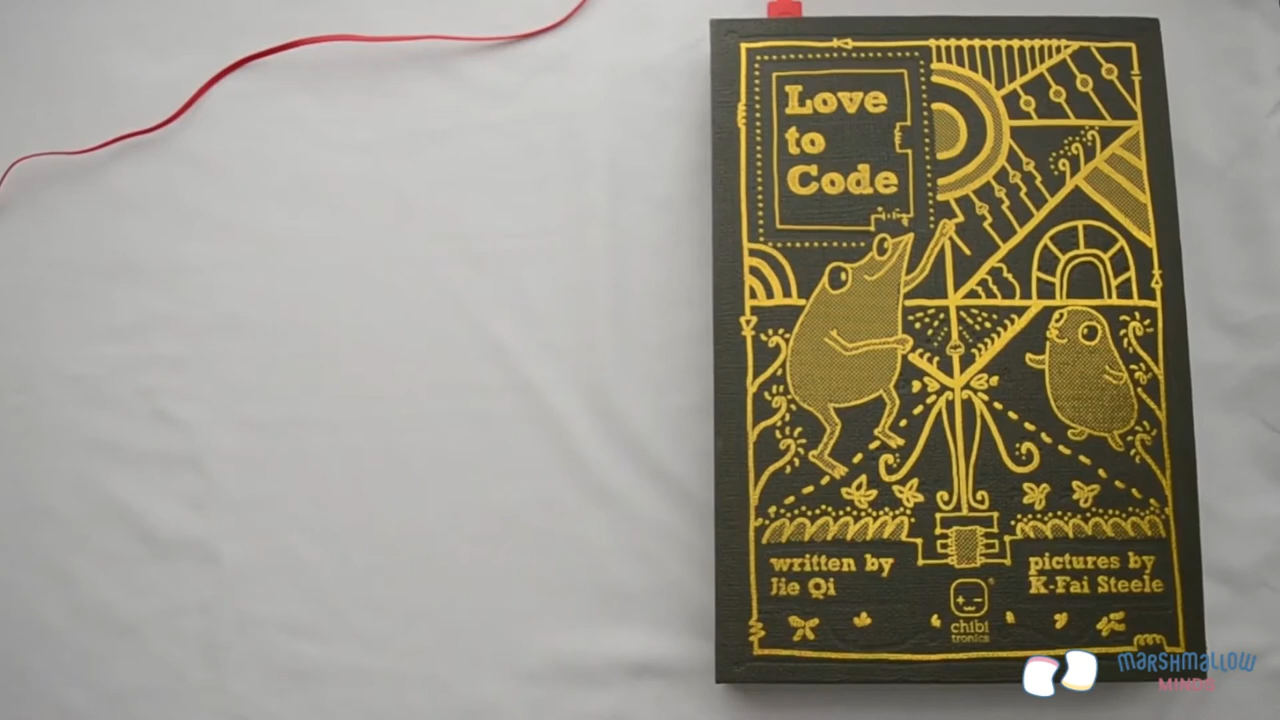 Love
to
Code
written by
Jie Qi
pictures by
K-Fai Steele
chibi
tronics
MARSHMALLOW
MINDS